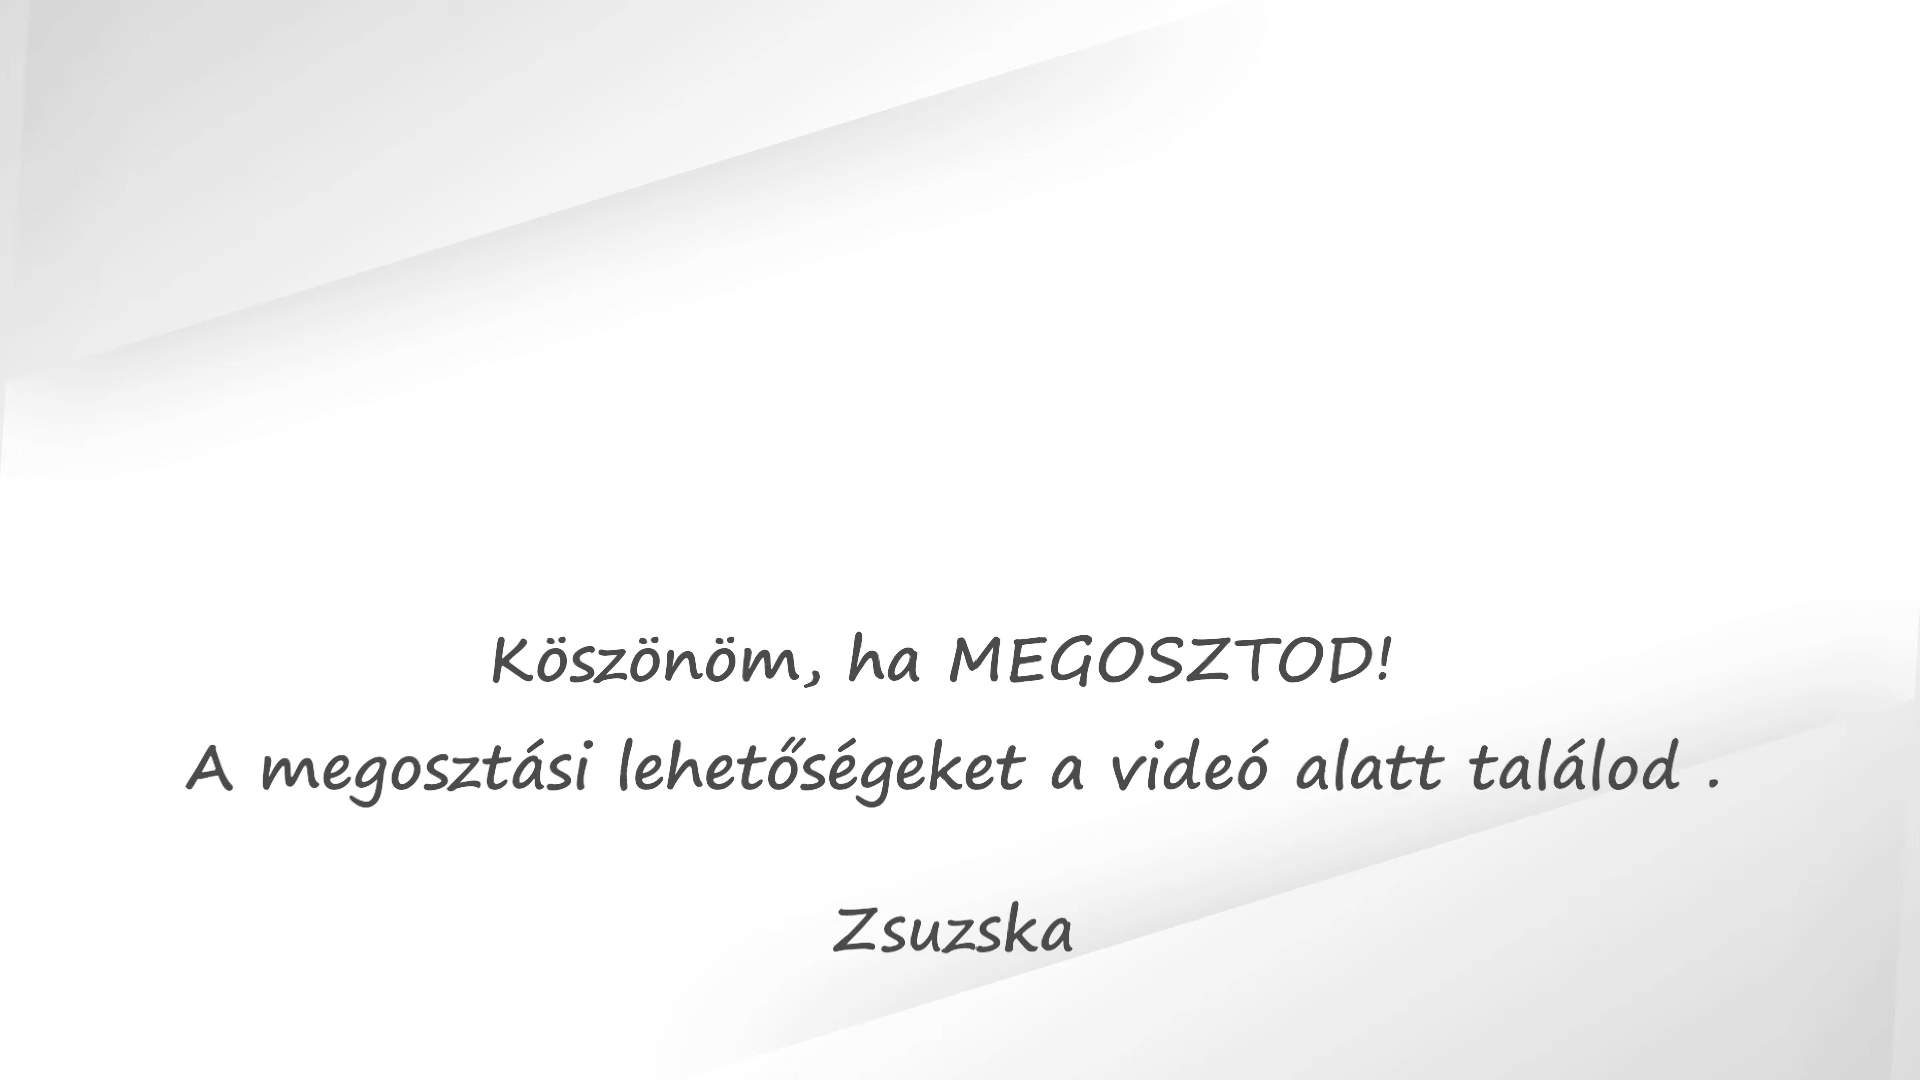 Köszönöm, ha MEGOSZTOD!
A megosztási lehetőségeket a videó alatt találod .
Zsuzska